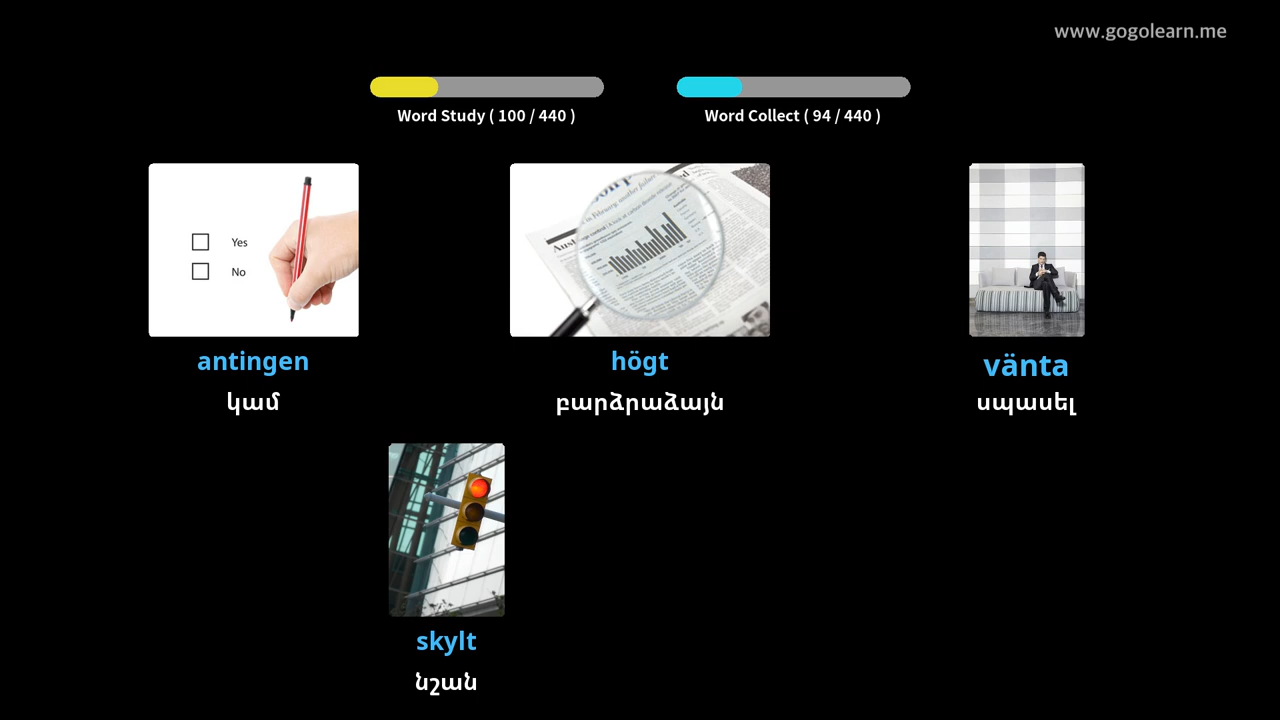 www.gogolearn.me
Word Study ( 100 / 440 )
Word Collect ( 94 / 440 )
Yes
No
antingen
կամ
högt
բարձրաձայն
vänta
սպասել
skylt
նշան